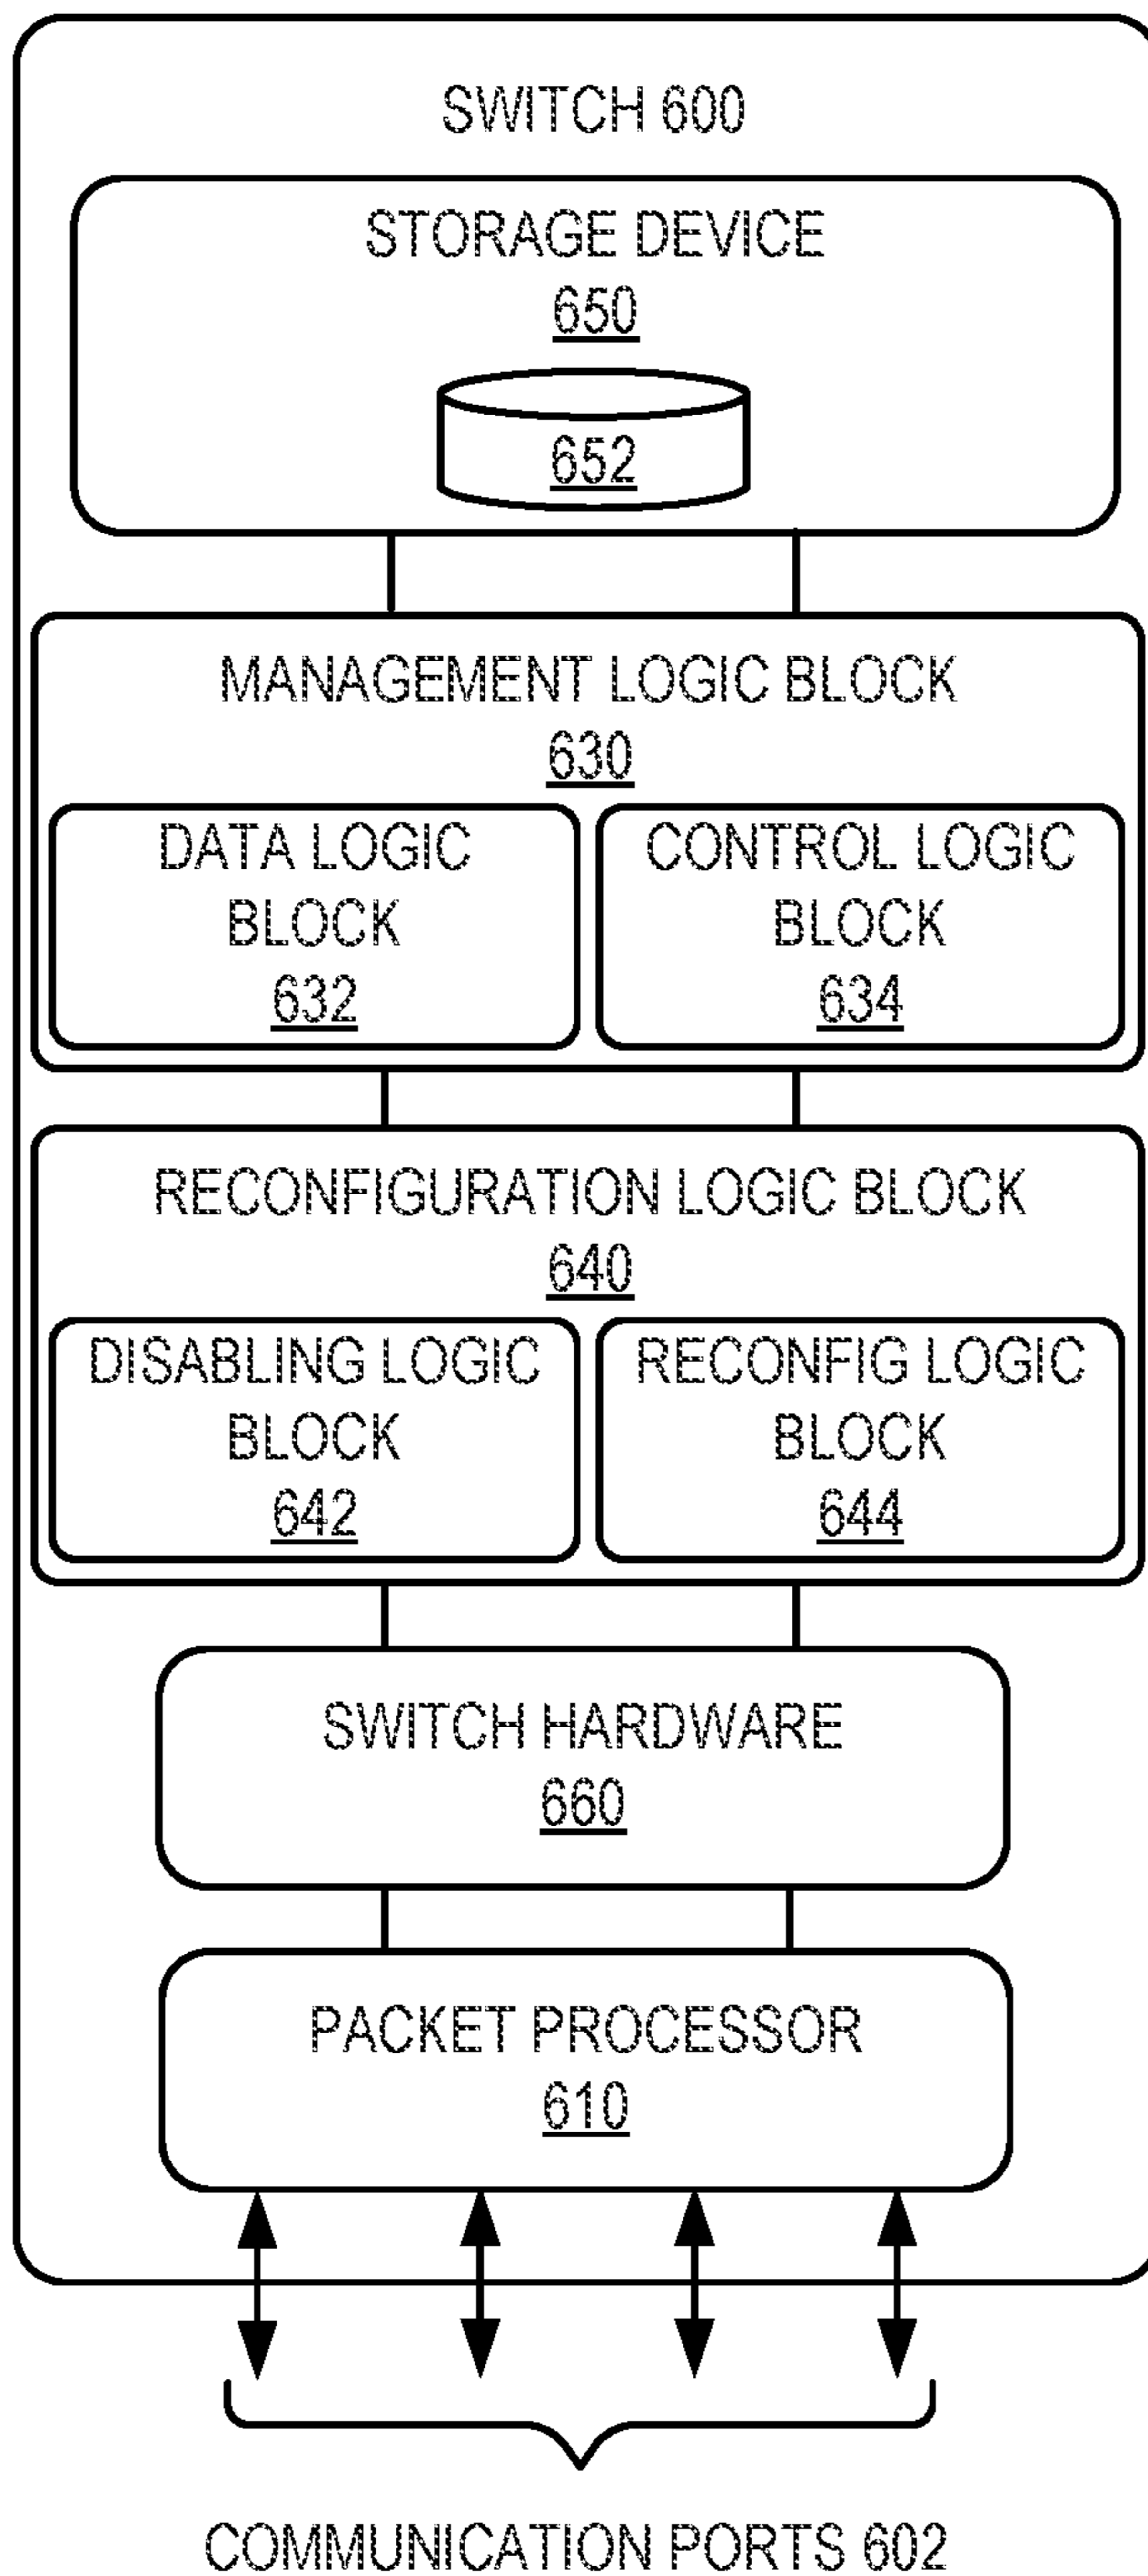 SWITCH 600
STORAGE DEVICE
650
652
MANAGEMENT LOGIC BLOCK
630
DATA LOGIC
BLOCK
632
CONTROL LOGIC
BLOCK
634
RECONFIGURATION LOGIC BLOCK
640
DISABLING LOGIC
BLOCK
642
RECONFIG LOGIC
BLOCK
644
SWITCH HARDWARE
660
PACKET PROCESSOR
610
COMMUNICATION PORTS 602